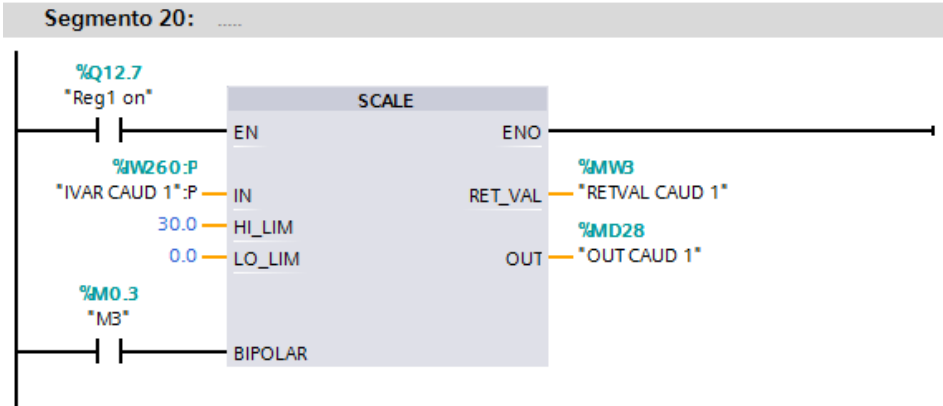 Segmento 20: .....
%Q12.7
"Reg1 on"
SCALE
EN ENO
%IW260:P
"IVAR CAUD 1":P IN
%MW3
RET_VAL "RETVAL CAUD 1"
30.0 HI_LIM
0.0 LO_LIM
%MD28
OUT "OUT CAUD 1"
%M0.3
"M3"
BIPOLAR